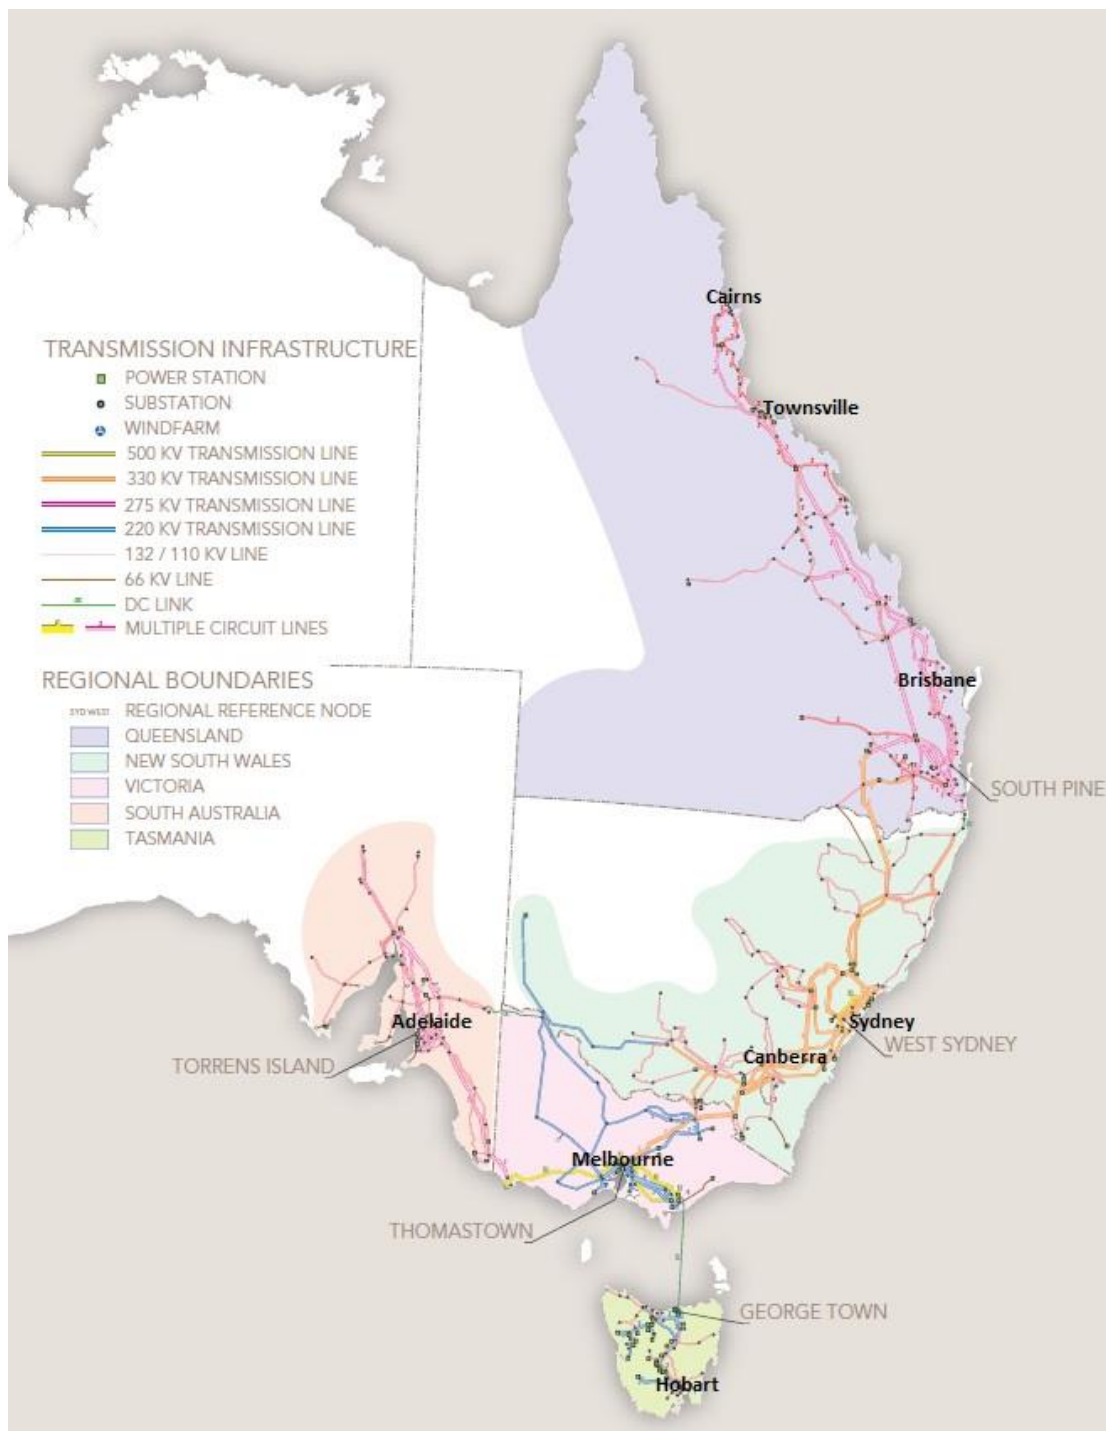 Cairns
TRANSMISSION INFRASTRUCTURE
POWER STATION
SUBSTATION
WINDFARM
500 KV TRANSMISSION LINE
330 KV TRANSMISSION LINE
275 KV TRANSMISSION LINE
220 KV TRANSMISSION LINE
132 / 110 KV LINE
66 KV LINE
DC LINK
MULTIPLE CIRCUIT LINES
Townsville
REGIONAL BOUNDARIES
SYD WEST REGIONAL REFERENCE NODE
QUEENSLAND
NEW SOUTH WALES
VICTORIA
SOUTH AUSTRALIA
TASMANIA
Brisbane
SOUTH PINE
Adelaide
TORRENS ISLAND
Sydney
WEST SYDNEY
Canberra
Melbourne
THOMASTOWN
GEORGE TOWN
Hobart